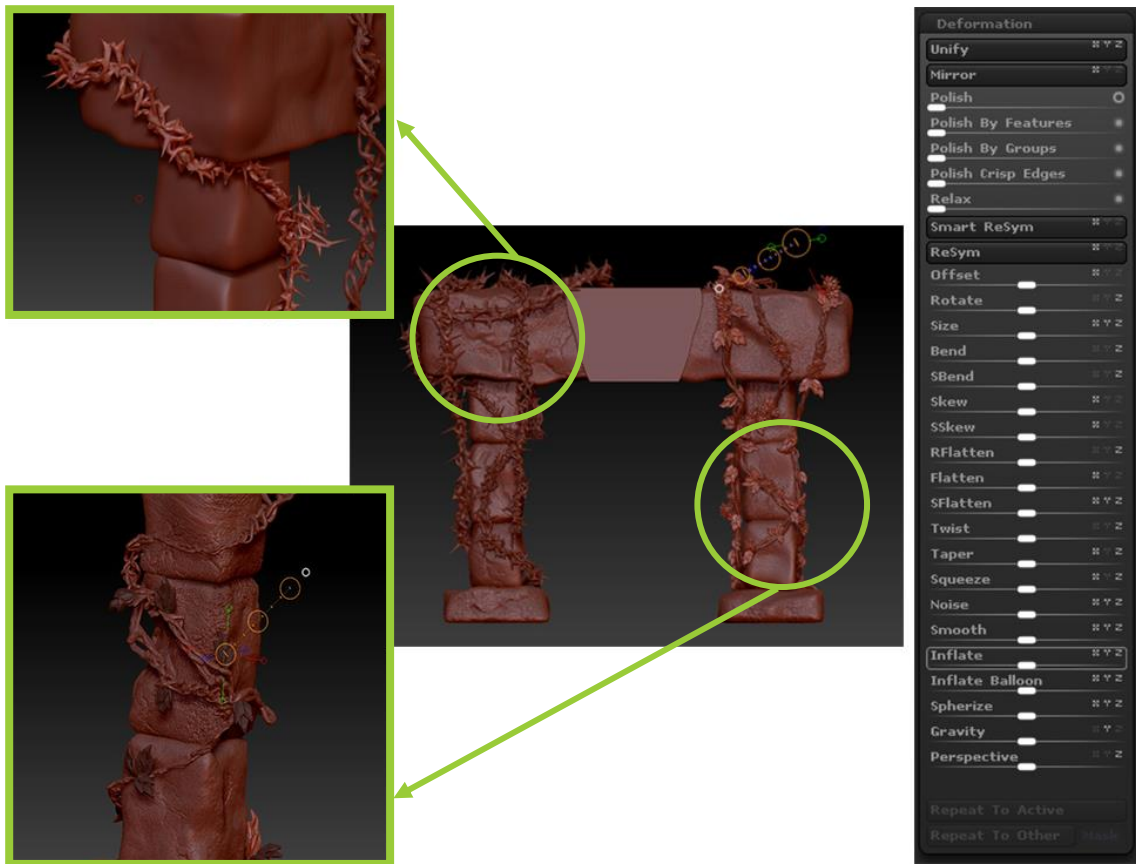 Deformation
Unify X Y Z
Mirror X Y Z
Polish
Polish By Features
Polish By Groups
Polish Crisp Edges
Relax
Smart ReSym X Y Z
ReSym X Y Z
Offset X Y Z
Rotate X Y Z
Size X Y Z
Bend X Y Z
SBend X Y Z
Skew X Y Z
SSkew X Y Z
RFlatten X Y Z
Flatten X Y Z
SFlatten X Y Z
Twist X Y Z
Taper X Y Z
Squeeze X Y Z
Noise X Y Z
Smooth X Y Z
Inflate X Y Z
Inflate Balloon X Y Z
Spherize X Y Z
Gravity X Y Z
Perspective X Y Z
Repeat To Active
Repeat To Other Mask